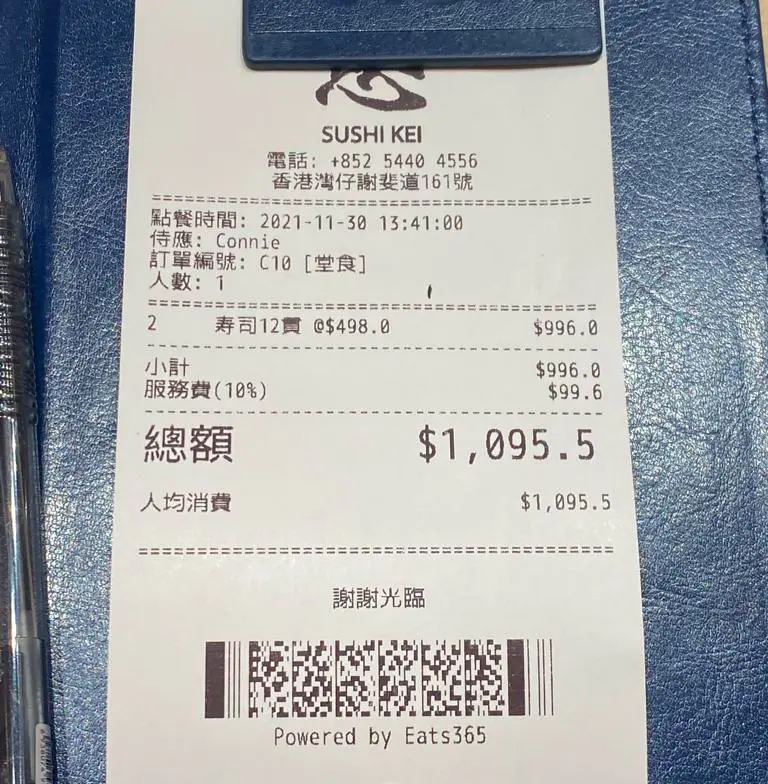 SUSHI KEI
電話: +852 5440 4556
香港灣仔謝斐道161號
點餐時間: 2021-11-30 13:41:00
侍應: Connie
訂單編號: C10 [堂食]
人數: 1
2 寿司12貫 @$498.0 $996.0
小計 $996.0
服務費(10%) $99.6
總額 $1,095.5
人均消費 $1,095.5
謝謝光臨
Powered by Eats365